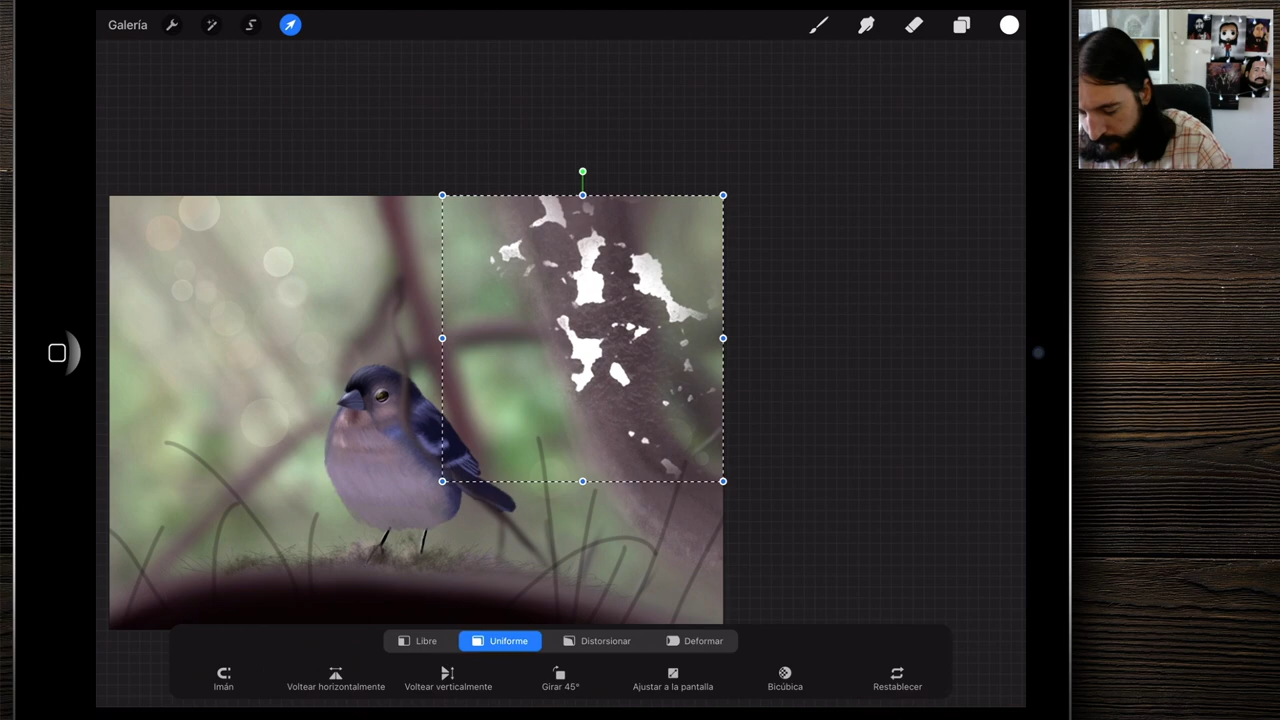 Galería
Libre
Uniforme
Distorsionar
Deformar
Imán
Voltear horizontalmente
Voltear verticalmente
Girar 45°
Ajustar a la pantalla
Bicúbica
Restablecer